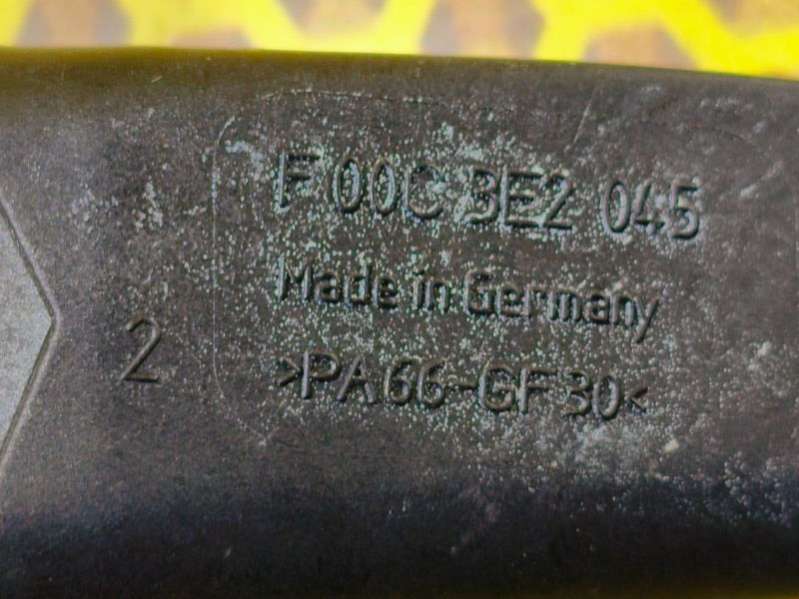 F 00C 3E2 045
Made in Germany
2
>PA66-GF30<